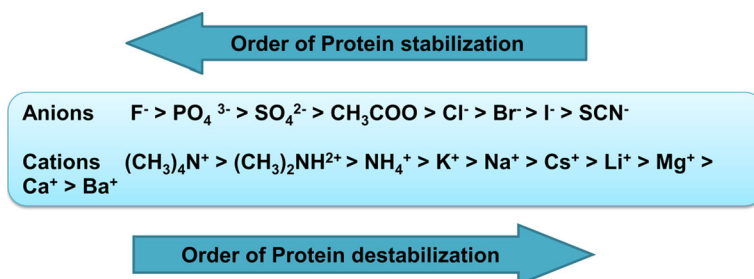 Order of Protein stabilization
Anions F⁻ > PO₄ ³⁻ > SO₄²⁻ > CH₃COO > Cl⁻ > Br⁻> I⁻> SCN⁻
Cations (CH₃)₄N⁺ > (CH₃)₂NH²⁺ > NH₄⁺ > K⁺ > Na⁺ > Cs⁺ > Li⁺ > Mg⁺ >
Ca⁺ > Ba⁺
Order of Protein destabilization